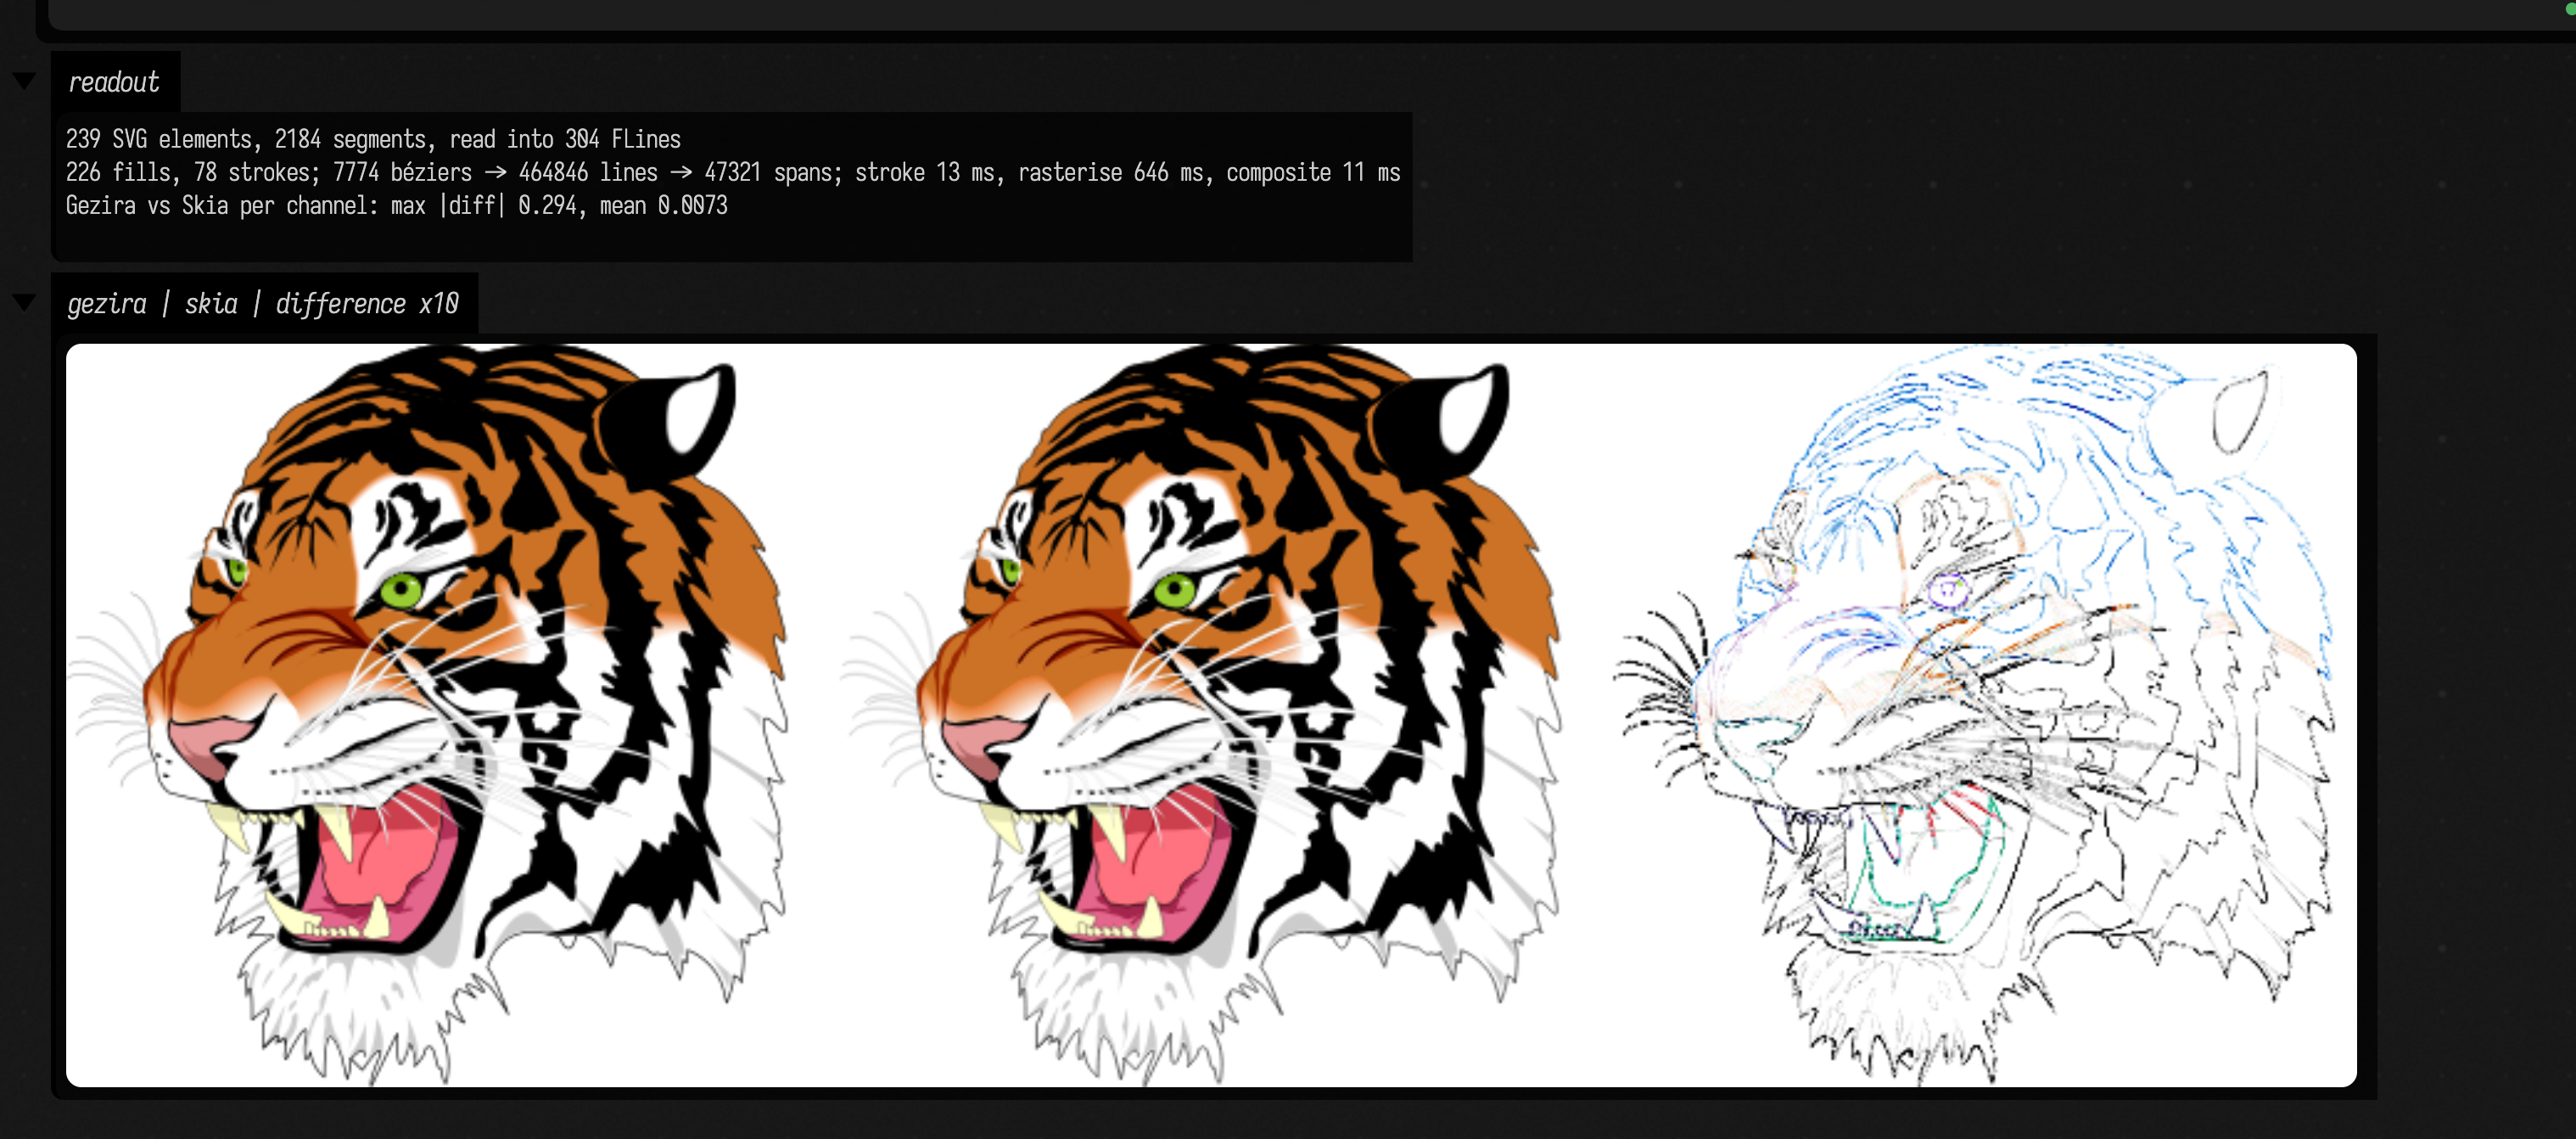 readout
239 SVG elements, 2184 segments, read into 304 FLines
226 fills, 78 strokes; 7774 béziers → 464846 lines → 47321 spans; stroke 13 ms, rasterise 646 ms, composite 11 ms
Gezira vs Skia per channel: max |diff| 0.294, mean 0.0073
gezira | skia | difference x10